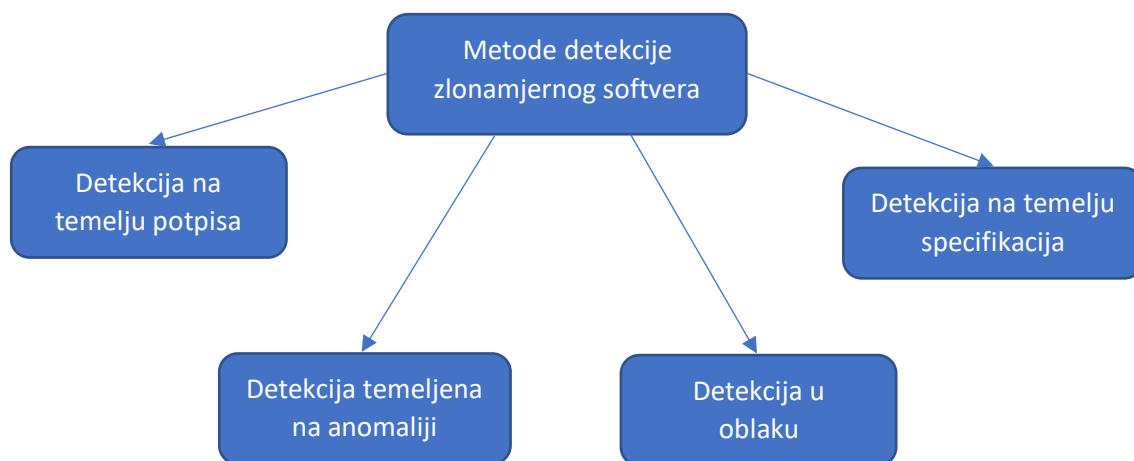 Metode detekcije
zlonamjernog softvera
Detekcija na
temelju potpisa
Detekcija na temelju
specifikacija
Detekcija temeljena
na anomaliji
Detekcija u
oblaku